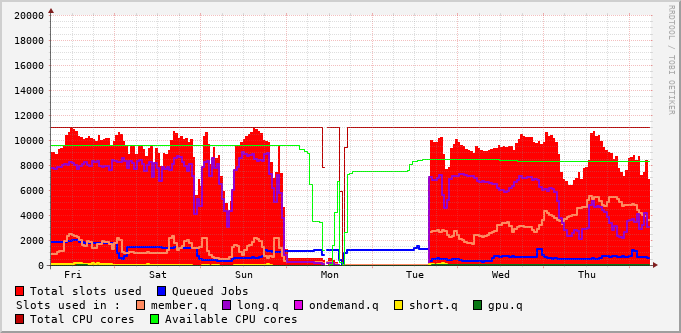 20000
18000
16000
14000
12000
10000
8000
6000
4000
2000
0
Fri Sat Sun Mon Tue Wed Thu
Total slots used Queued Jobs
Slots used in : member.q long.q ondemand.q short.q gpu.q
Total CPU cores Available CPU cores
RRDTOOL / TOBI OETIKER